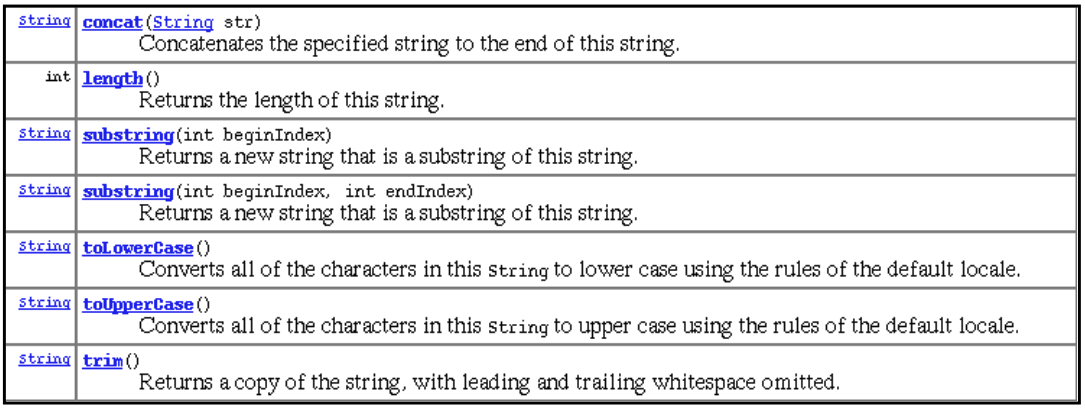 String concat(String str)
Concatenates the specified string to the end of this string.
int length()
Returns the length of this string.
String substring(int beginIndex)
Returns a new string that is a substring of this string.
String substring(int beginIndex, int endIndex)
Returns a new string that is a substring of this string.
String toLowerCase()
Converts all of the characters in this String to lower case using the rules of the default locale.
String toUpperCase()
Converts all of the characters in this String to upper case using the rules of the default locale.
String trim()
Returns a copy of the string, with leading and trailing whitespace omitted.